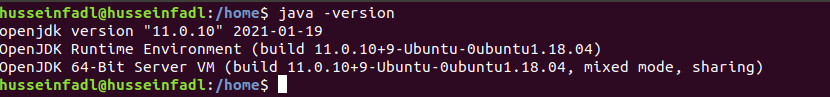 husseinfadl@husseinfadl:/home$ java -version
openjdk version "11.0.10" 2021-01-19
OpenJDK Runtime Environment (build 11.0.10+9-Ubuntu-0ubuntu1.18.04)
OpenJDK 64-Bit Server VM (build 11.0.10+9-Ubuntu-0ubuntu1.18.04, mixed mode, sharing)
husseinfadl@husseinfadl:/home$